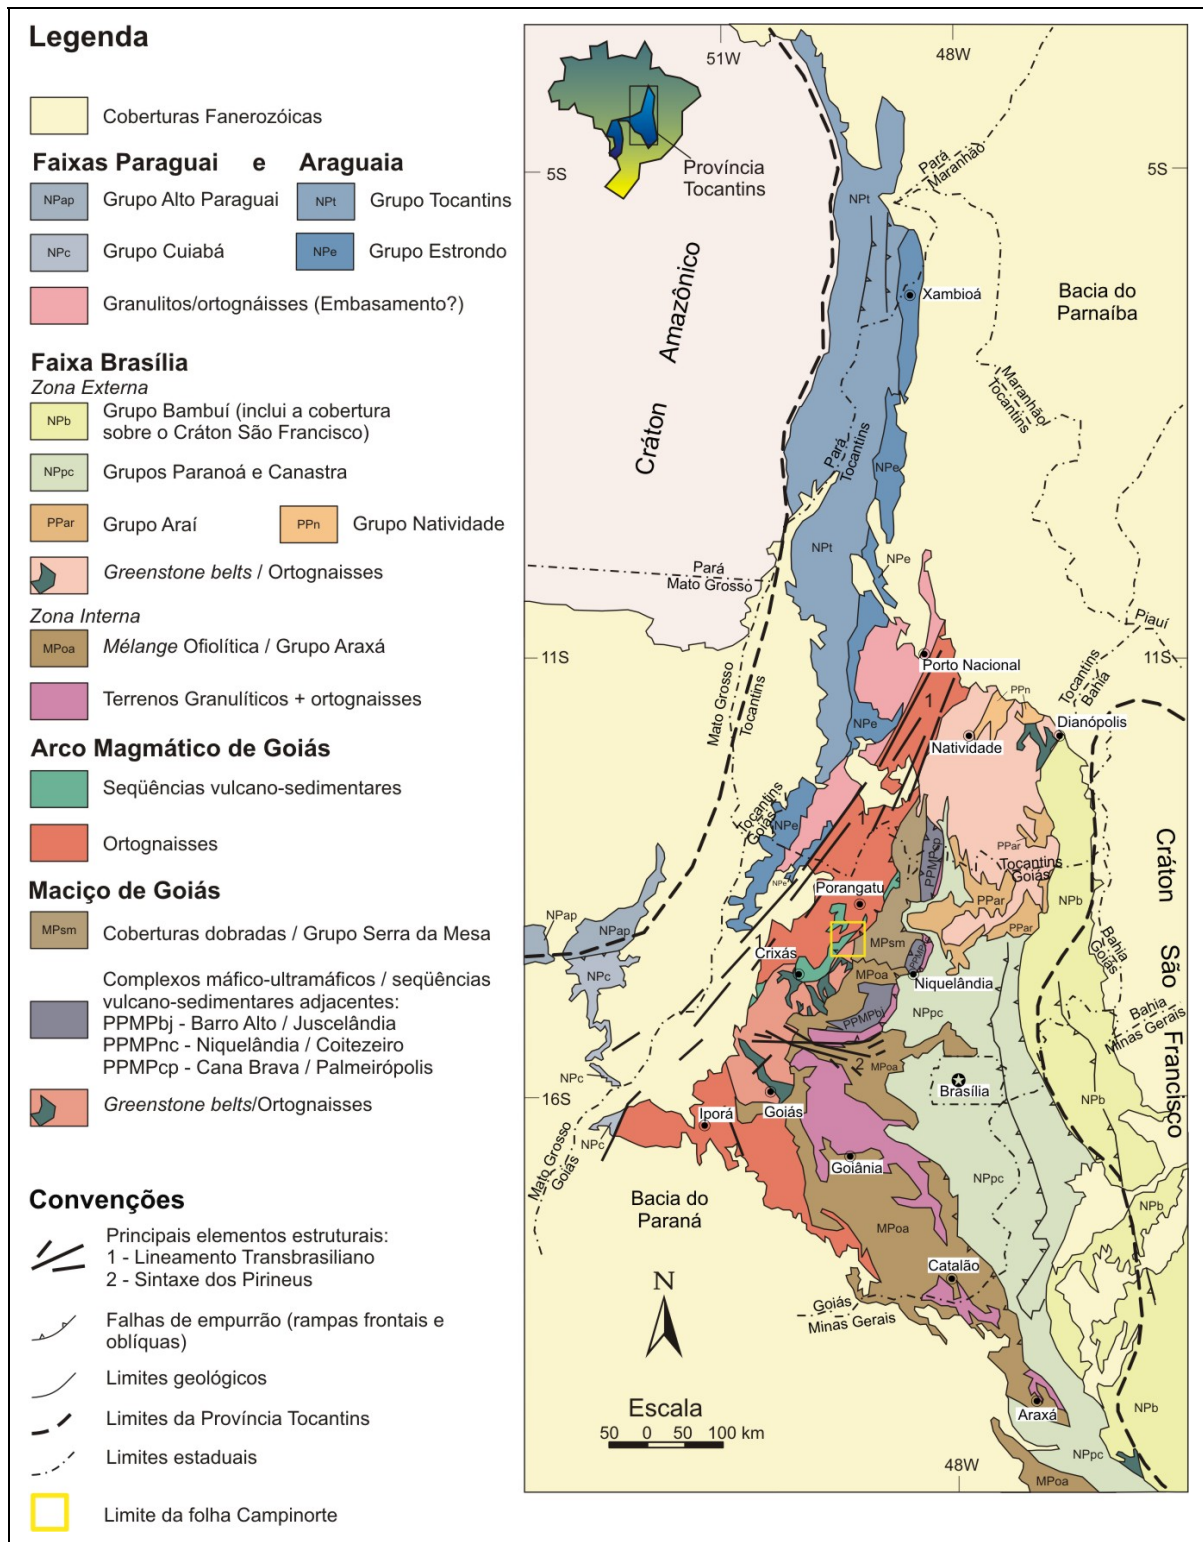 Legenda
Coberturas Fanerozóicas
Faixas Paraguai e Araguaia
NPap Grupo Alto Paraguai NPt Grupo Tocantins
NPc Grupo Cuiabá NPe Grupo Estrondo
Granulitos/ortognáisses (Embasamento?)
Faixa Brasília
Zona Externa
NPb Grupo Bambuí (inclui a cobertura
sobre o Cráton São Francisco)
NPpc Grupos Paranoá e Canastra
PPar Grupo Araí PPn Grupo Natividade
Greenstone belts / Ortognaisses
Zona Interna
MPoa Mélange Ofiolítica / Grupo Araxá
Terrenos Granulíticos + ortognaisses
Arco Magmático de Goiás
Seqüências vulcano-sedimentares
Ortognaisses
Maciço de Goiás
MPsm Coberturas dobradas / Grupo Serra da Mesa
Complexos máfico-ultramáficos / seqüências
vulcano-sedimentares adjacentes:
PPMPbj - Barro Alto / Juscelândia
PPMPnc - Niquelândia / Coitezeiro
PPMPcp - Cana Brava / Palmeirópolis
Greenstone belts/Ortognaisses
Convenções
Principais elementos estruturais:
1 - Lineamento Transbrasiliano
2 - Sintaxe dos Pirineus
Falhas de empurrão (rampas frontais e
oblíquas)
Limites geológicos
Limites da Província Tocantins
Limites estaduais
Limite da folha Campinorte
51W
48W
5S
5S
Província
Tocantins
Pará
Maranhão
NPt
Cráton Amazônico
Xambioá
Bacia do
Parnaíba
Maranhão
Tocantins
Pará
Tocantins
NPe
NPt
NPe
Pará
Mato Grosso
Piauí
11S
11S
Porto Nacional
Mato Grosso
Tocantins
Tocantins
Bahia
1
PPn
NPe
Natividade
Dianópolis
Tocantins
Goiás
NPe
1
PPMPcp
PPar
Tocantins
Goiás
Cráton São Francisco
NPe
Porangatu
PPar
NPb
NPap
NPap
PPar
1
MPsm
Bahia
Goiás
NPc
Crixás
MPoa
Niquelândia
PPMPbj
NPpc
Bahia
Minas Gerais
2
MPoa
NPc
Brasília
NPb
16S
Goiás
Iporá
NPc
Mato Grosso
Goiás
Goiânia
NPpc
Bacia do
Paraná
NPb
MPoa
Catalão
N
Goiás
Minas Gerais
Escala
50 0 50 100 km
Araxá
NPb
NPpc
48W
MPoa